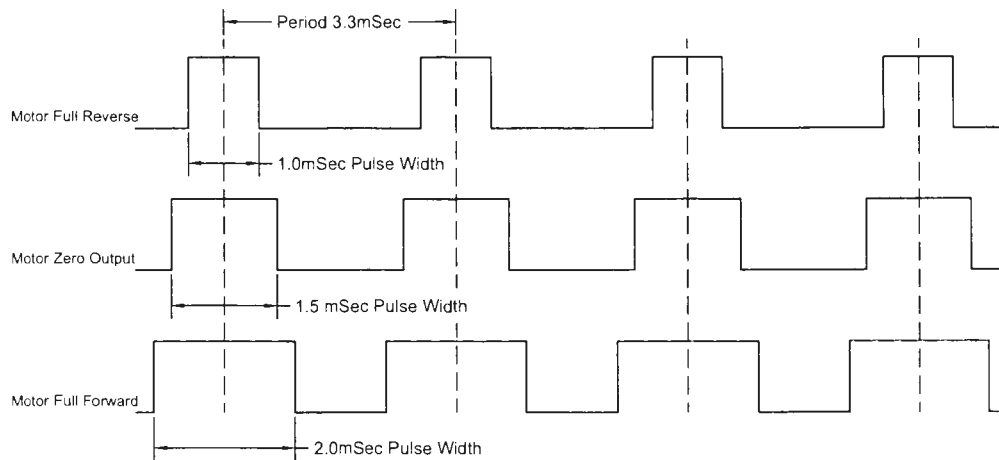 Period 3.3mSec
Motor Full Reverse
1.0mSec Pulse Width
Motor Zero Output
1.5 mSec Pulse Width
Motor Full Forward
2.0mSec Pulse Width